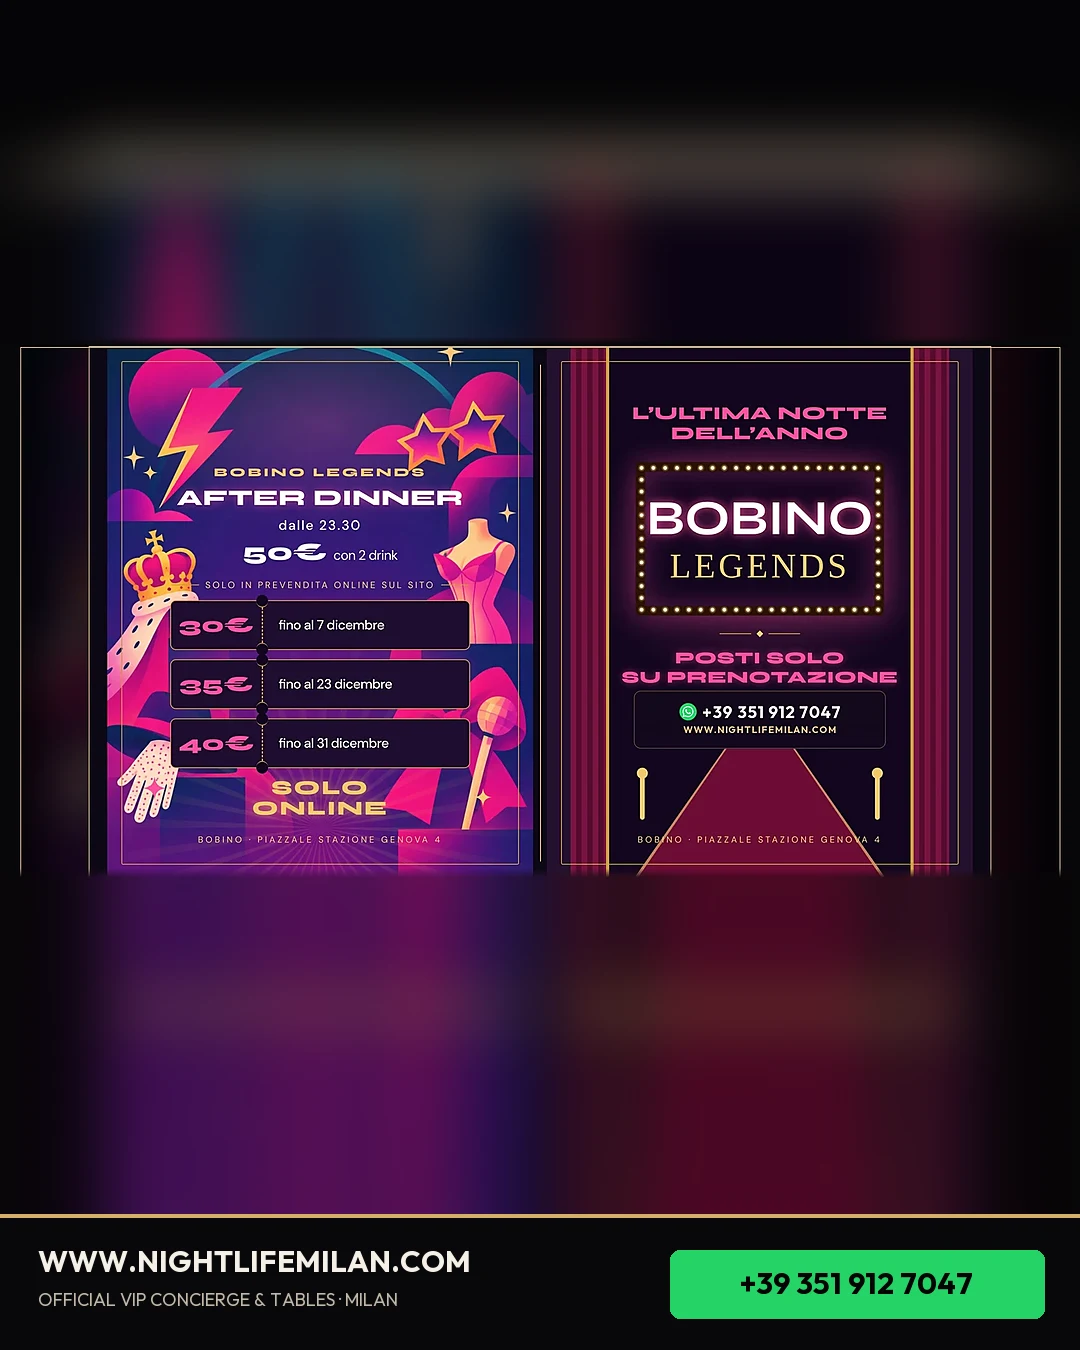 BOBINO LEGENDS
AFTER DINNER
dalle 23.30
50€ con 2 drink
SOLO IN PREVENDITA ONLINE SUL SITO
30€ fino al 7 dicembre
35€ fino al 23 dicembre
40€ fino al 31 dicembre
SOLO
ONLINE
BOBINO · PIAZZALE STAZIONE GENOVA 4
L'ULTIMA NOTTE
DELL'ANNO
BOBINO
LEGENDS
POSTI SOLO
SU PRENOTAZIONE
+39 351 912 7047
WWW.NIGHTLIFEMILAN.COM
BOBINO · PIAZZALE STAZIONE GENOVA 4
WWW.NIGHTLIFEMILAN.COM
OFFICIAL VIP CONCIERGE & TABLES · MILAN
+39 351 912 7047